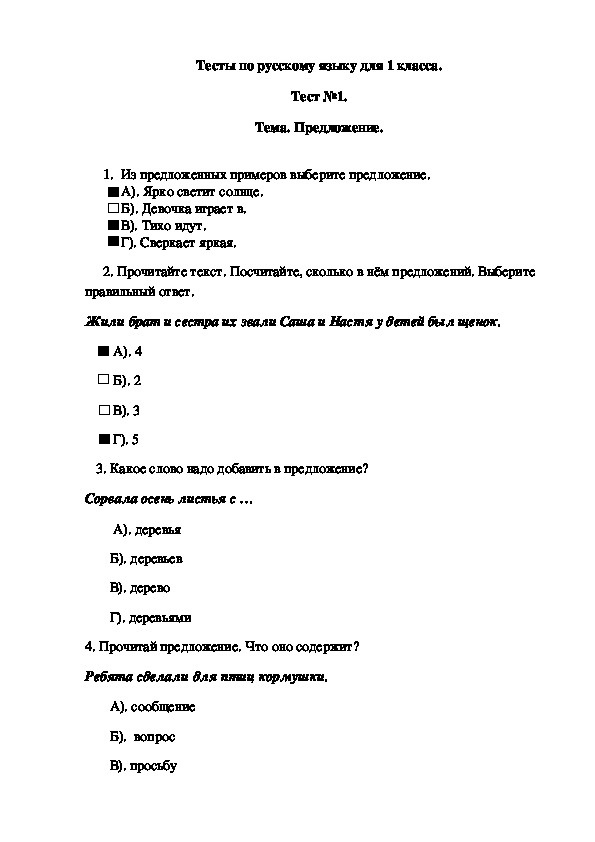 Тесты по русскому языку для 1 класса.
Тест №1.
Тема. Предложение.
1. Из предложенных примеров выберите предложение.
■А). Ярко светит солнце.
□Б). Девочка играет в.
■В). Тихо идут.
■Г). Сверкает яркая.
2. Прочитайте текст. Посчитайте, сколько в нём предложений. Выберите
правильный ответ.
Жили брат и сестра их звали Саша и Настя у детей был щенок.
■ А). 4
□ Б). 2
□ В). 3
■ Г). 5
3. Какое слово надо добавить в предложение?
Сорвала осень листья с …
А). деревья
Б). деревьев
В). дерево
Г). деревьями
4. Прочитай предложение. Что оно содержит?
Ребята сделали для птиц кормушки.
А). сообщение
Б). вопрос
В). просьбу